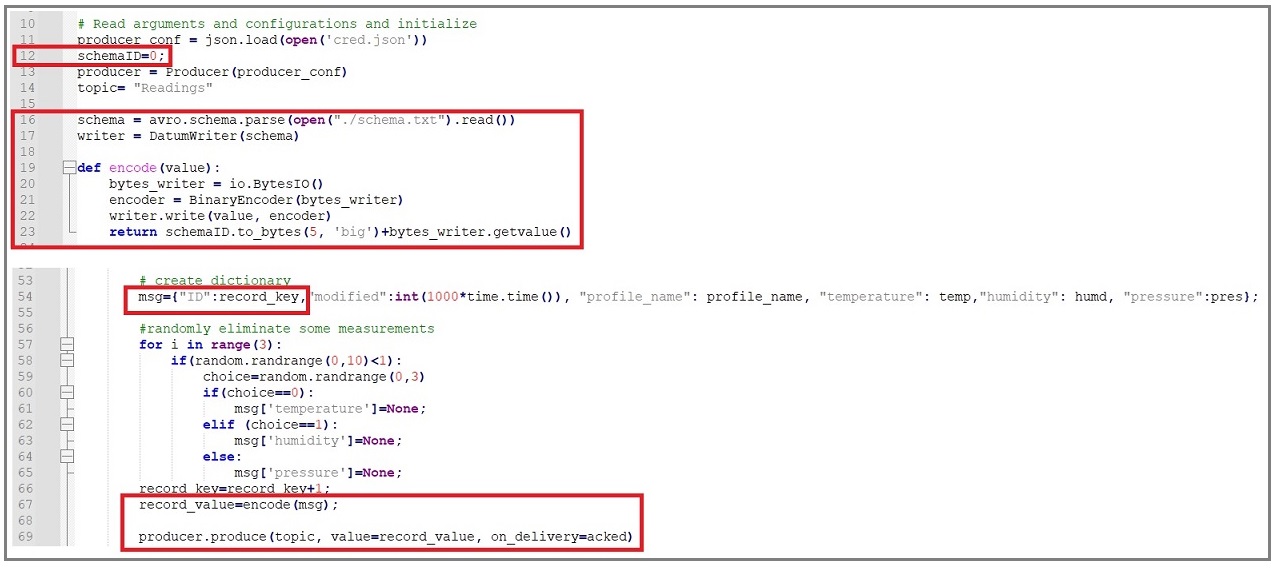 10 # Read arguments and configurations and initialize
11 producer_conf = json.load(open('cred.json'))
12 schemaID=0;
13 producer = Producer(producer_conf)
14 topic= "Readings"
15
16 schema = avro.schema.parse(open("./schema.txt").read())
17 writer = DatumWriter(schema)
18
19 def encode(value):
20 bytes_writer = io.BytesIO()
21 encoder = BinaryEncoder(bytes_writer)
22 writer.write(value, encoder)
23 return schemaID.to_bytes(5, 'big')+bytes_writer.getvalue()
53 # create dictionary
54 msg={"ID":record_key,"modified":int(1000*time.time()), "profile_name": profile_name, "temperature": temp,"humidity": humd, "pressure":pres};
55
56 #randomly eliminate some measurements
57 for i in range(3):
58 if(random.randrange(0,10)<1):
59 choice=random.randrange(0,3)
60 if(choice==0):
61 msg['temperature']=None;
62 elif (choice==1):
63 msg['humidity']=None;
64 else:
65 msg['pressure']=None;
66 record_key=record_key+1;
67 record_value=encode(msg);
68
69 producer.produce(topic, value=record_value, on_delivery=acked)